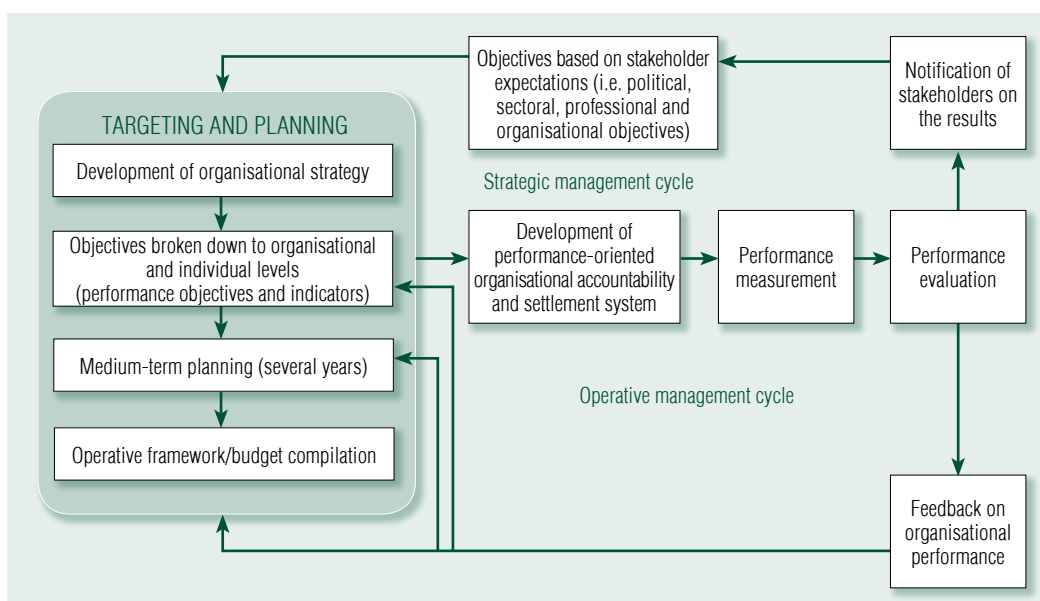 Objectives based on stakeholder
expectations (i.e. political,
sectoral, professional and
organisational objectives)
Notification of
stakeholders on
the results
TARGETING AND PLANNING
Development of organisational strategy
Strategic management cycle
Objectives broken down to organisational
and individual levels
(performance objectives and indicators)
Development of
performance-oriented
organisational accountability
and settlement system
Performance
measurement
Performance
evaluation
Medium-term planning (several years)
Operative management cycle
Operative framework/budget compilation
Feedback on
organisational
performance